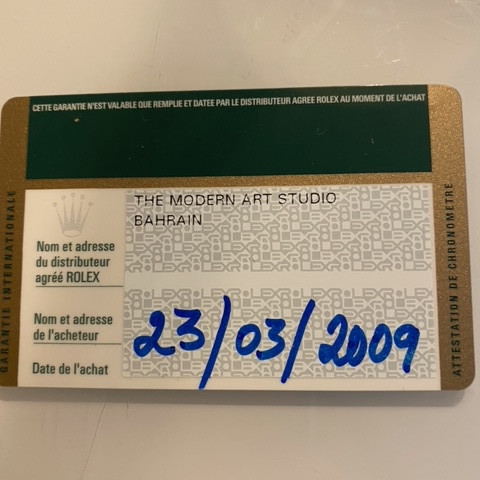 CETTE GARANTIE N'EST VALABLE QUE REMPLIE ET DATEE PAR LE DISTRIBUTEUR AGREE ROLEX AU MOMENT DE L'ACHAT
GARANTIE INTERNATIONALE
THE MODERN ART STUDIO
BAHRAIN
Nom et adresse
du distributeur
agréé ROLEX
Nom et adresse
de l'acheteur
Date de l'achat
23/03/2009
ATTESTATION DE CHRONOMÈTRE